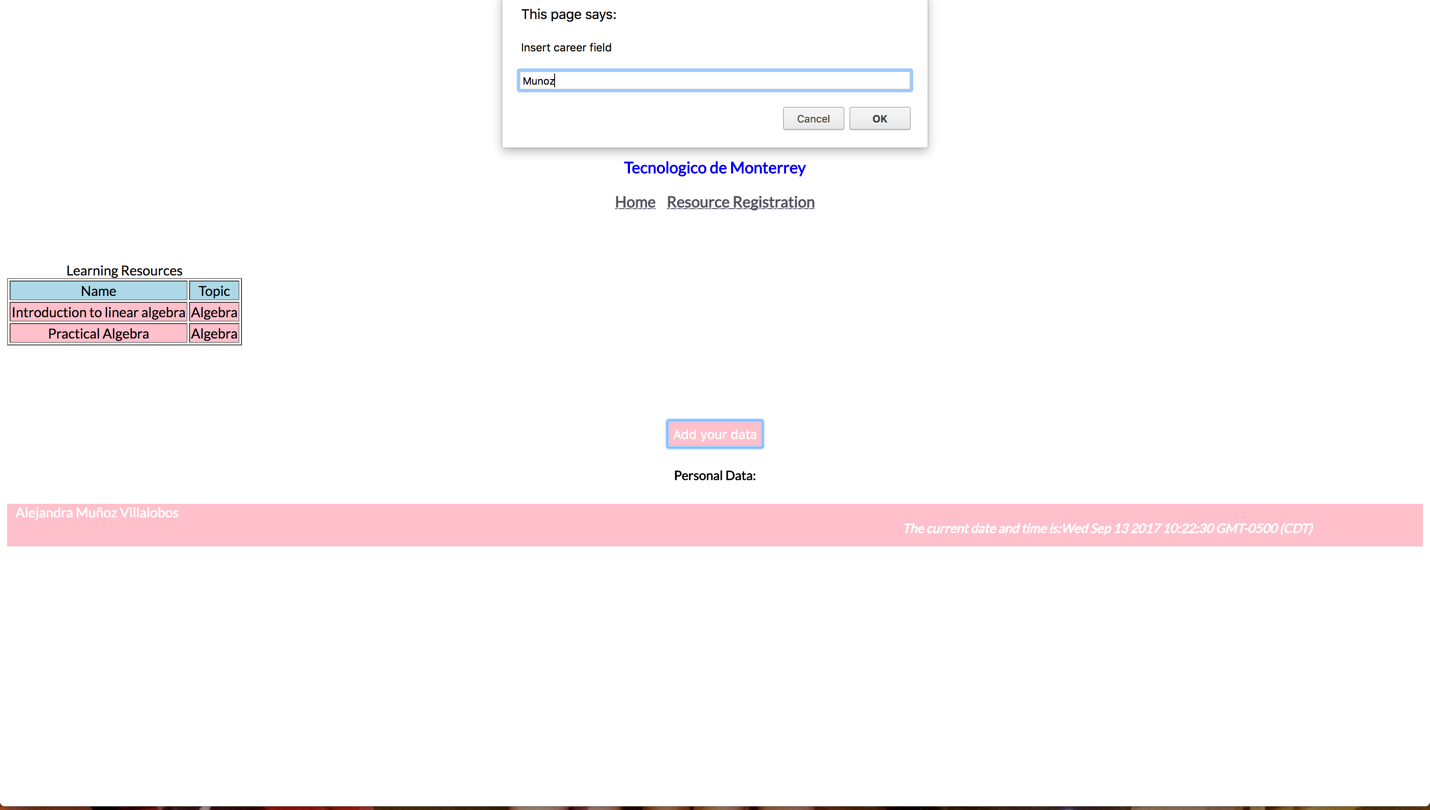 This page says:
Insert career field
Munoz
Cancel OK
Tecnologico de Monterrey
Home Resource Registration
Learning Resources
Name Topic
Introduction to linear algebra Algebra
Practical Algebra Algebra
Add your data
Personal Data:
Alejandra Muñoz Villalobos
The current date and time is:Wed Sep 13 2017 10:22:30 GMT-0500 (CDT)